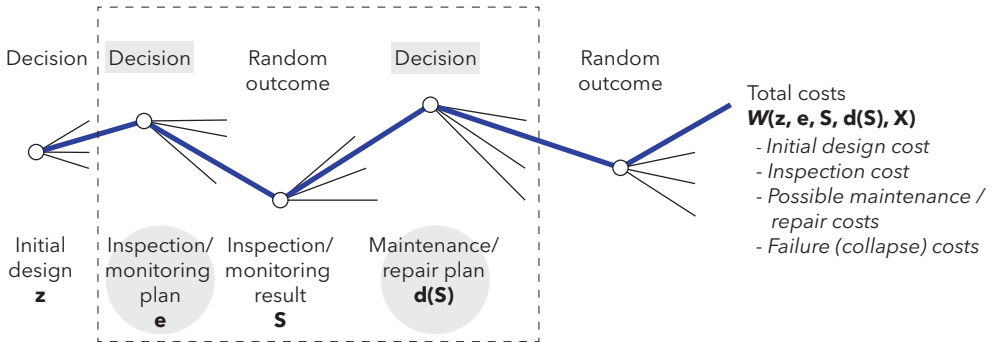 Decision
Decision
Random
outcome
Decision
Random
outcome
Total costs
W(z, e, S, d(S), X)
- Initial design cost
- Inspection cost
- Possible maintenance /
repair costs
- Failure (collapse) costs
Initial
design
z
Inspection/
monitoring
plan
e
Inspection/
monitoring
result
S
Maintenance/
repair plan
d(S)